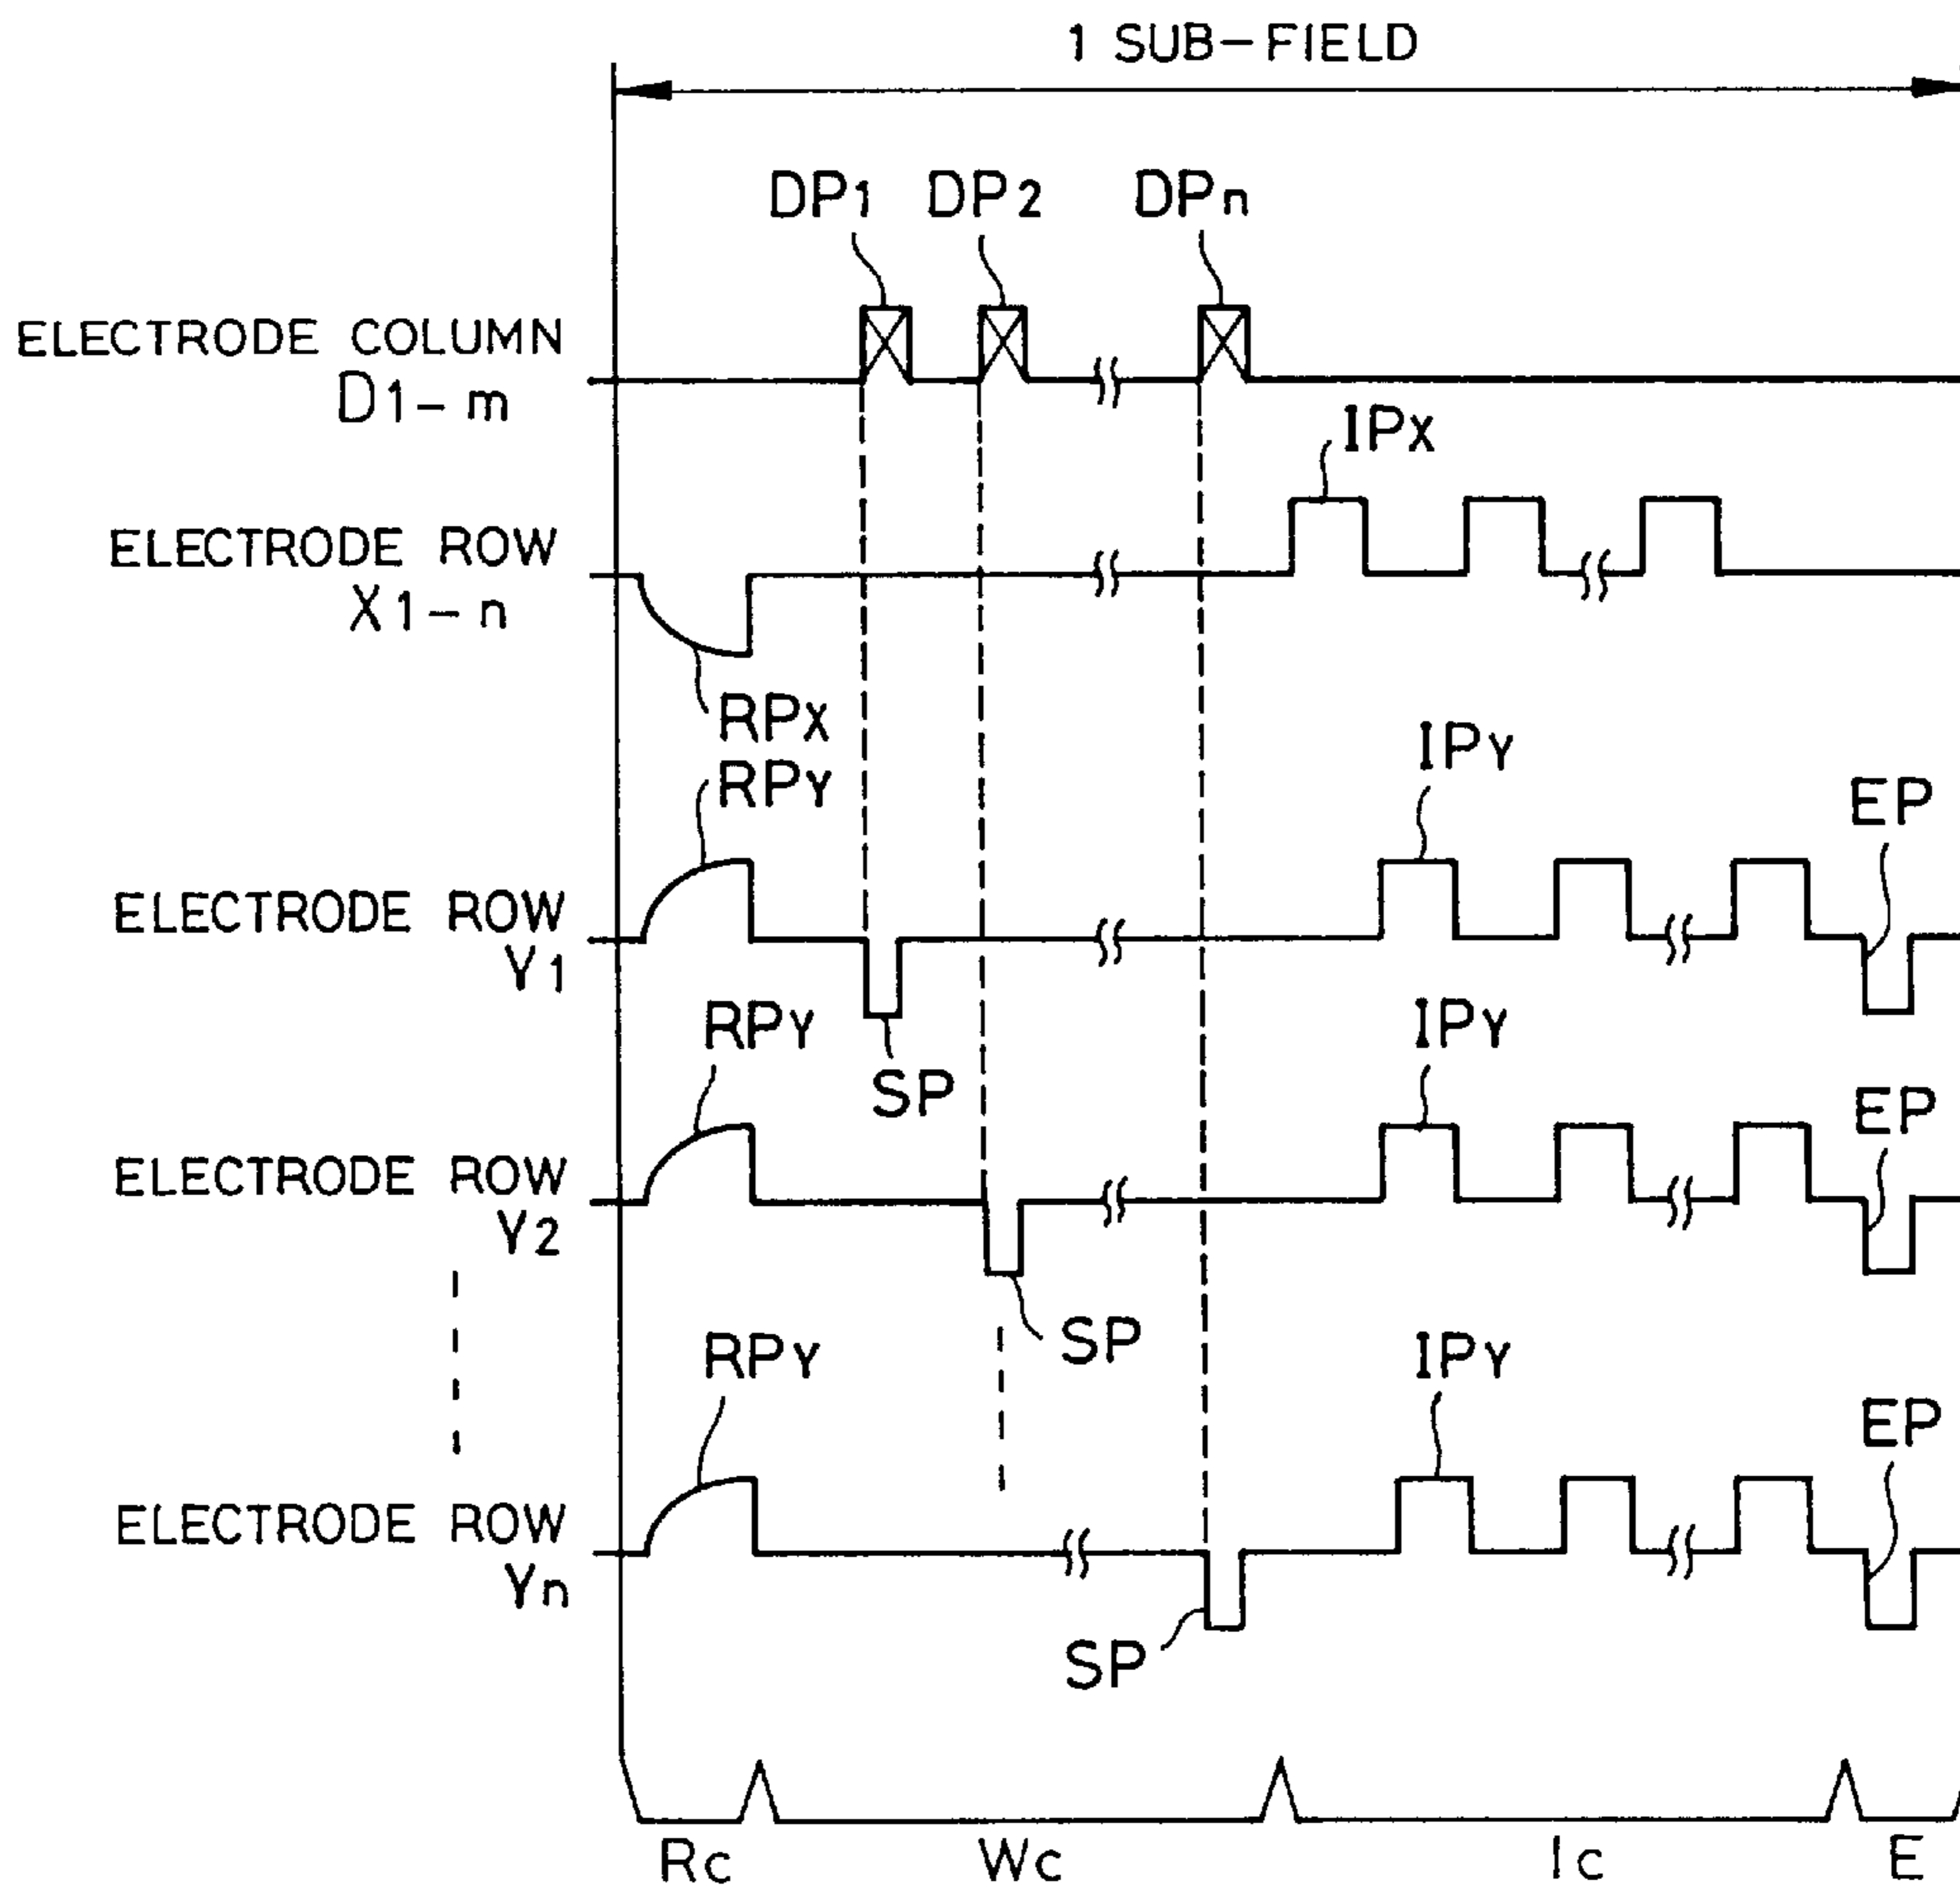 1 SUB-FIELD
DP1 DP2 DPn
ELECTRODE COLUMN
D1-m
IPX
ELECTRODE ROW
X1-n
RPX
RPY
IPY
EP
ELECTRODE ROW
Y1
RPY
IPY
SP
EP
ELECTRODE ROW
Y2
SP
RPY
IPY
EP
ELECTRODE ROW
Yn
SP
Rc Wc Ic E